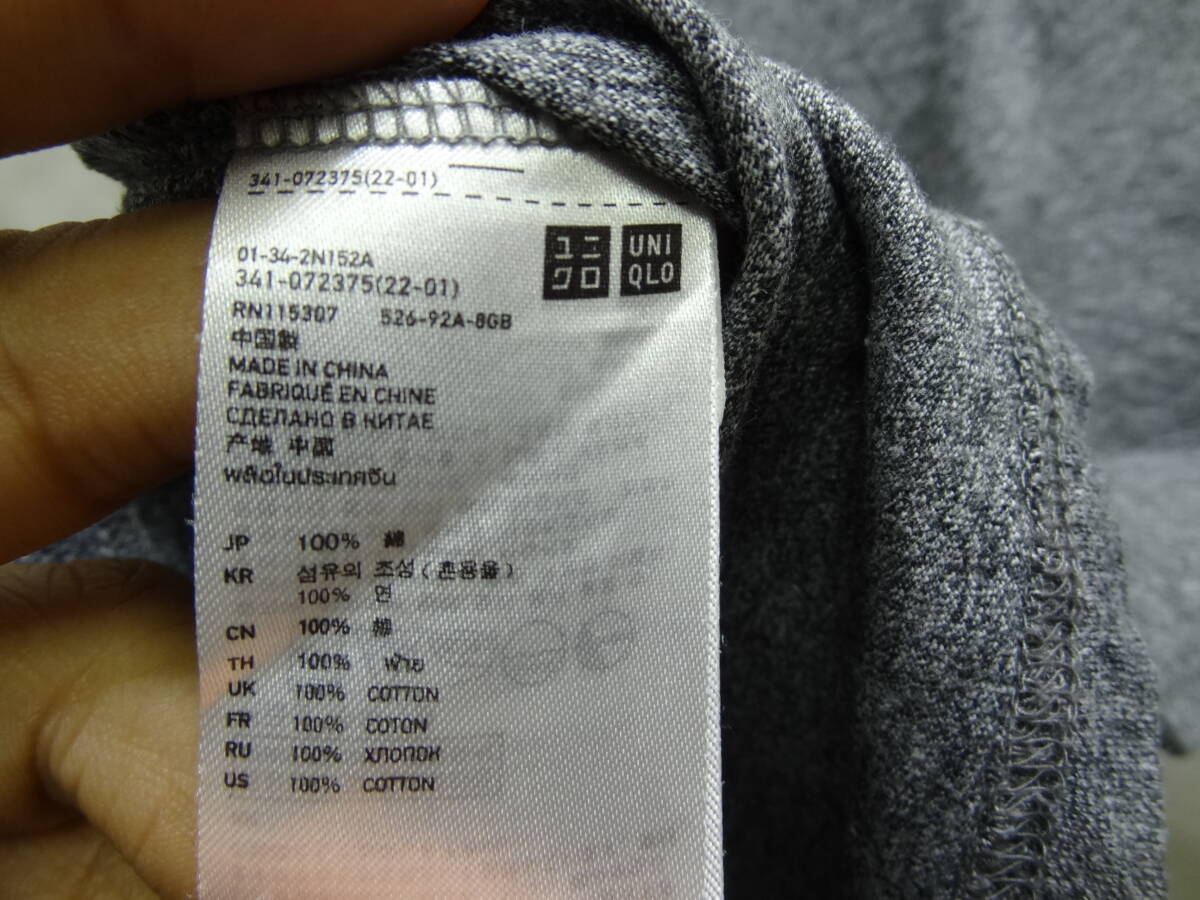 341-072375(22-01)
ユニ UNI
クロ QLO
01-34-2N152A
341-072375(22-01)
RN115307 526-92A-8GB
中国製
MADE IN CHINA
FABRIQUÉ EN CHINE
СДЕЛАНО В КИТАЕ
产地 中国
ผลิตในประเทศจีน
JP 100% 綿
KR 섬유의 조성 ( 혼용율 )
100% 면
CN 100% 棉
TH 100% ฝ้าย
UK 100% COTTON
FR 100% COTON
RU 100% ХЛОПОК
US 100% COTTON